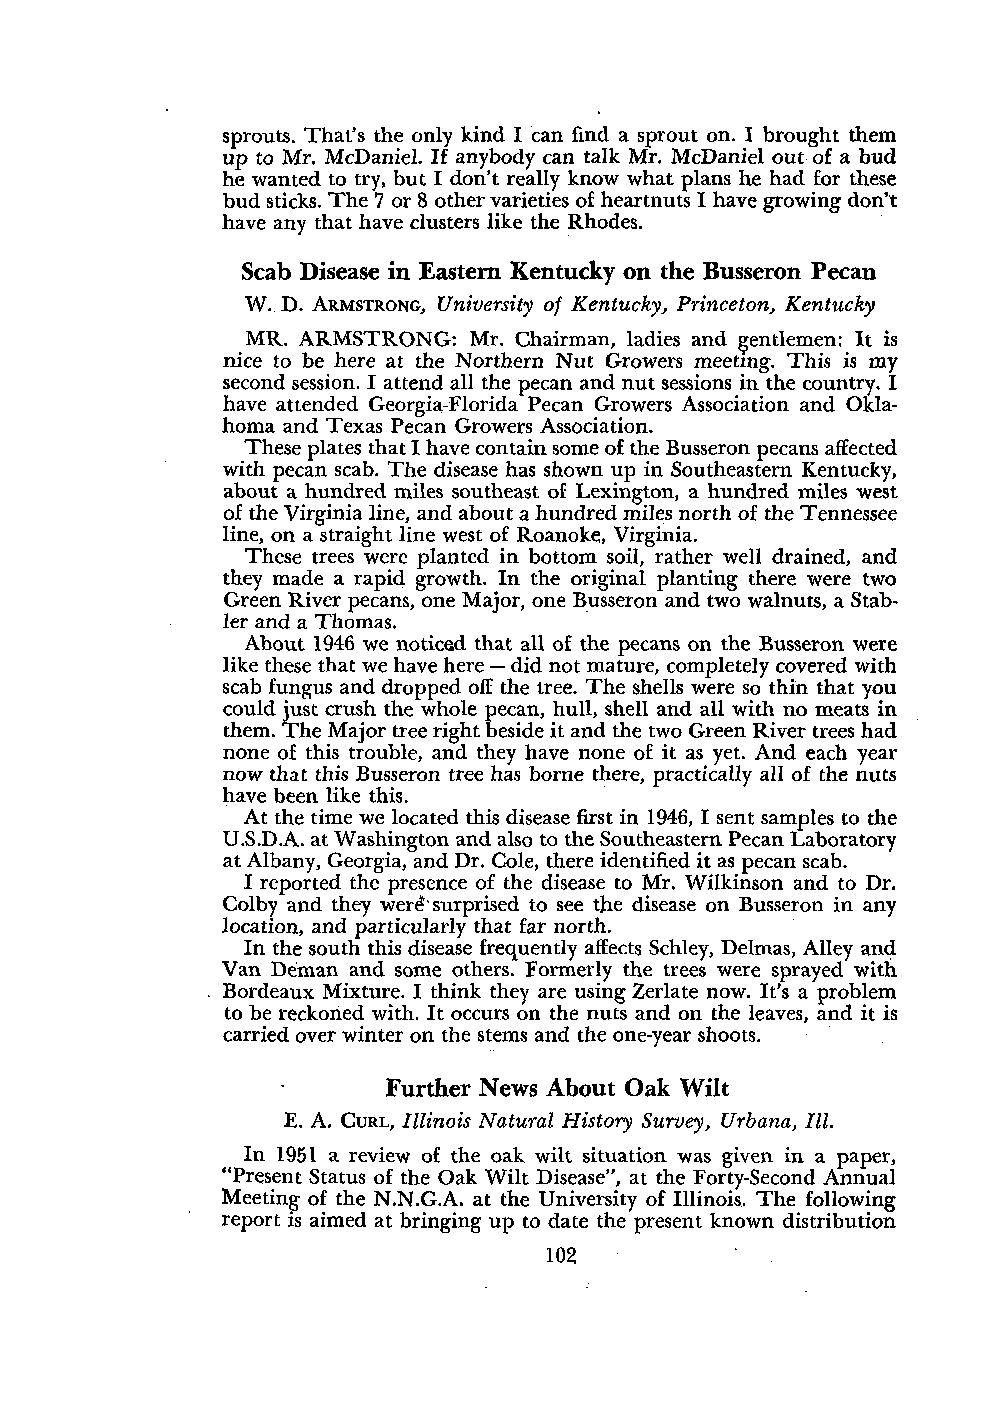 sprouts. That's the only kind I can find a sprout on. I brought them
up to Mr. McDaniel. If anybody can talk Mr. McDaniel out of a bud
he wanted to try, but I don't really know what plans he had for these
bud sticks. The 7 or 8 other varieties of heartnuts I have growing don't
have any that have clusters like the Rhodes.
Scab Disease in Eastern Kentucky on the Busseron Pecan
W. D. ARMSTRONG, University of Kentucky, Princeton, Kentucky
MR. ARMSTRONG: Mr. Chairman, ladies and gentlemen: It is
nice to be here at the Northern Nut Growers meeting. This is my
second session. I attend all the pecan and nut sessions in the country. I
have attended Georgia-Florida Pecan Growers Association and Okla-
homa and Texas Pecan Growers Association.
These plates that I have contain some of the Busseron pecans affected
with pecan scab. The disease has shown up in Southeastern Kentucky,
about a hundred miles southeast of Lexington, a hundred miles west
of the Virginia line, and about a hundred miles north of the Tennessee
line, on a straight line west of Roanoke, Virginia.
These trees were planted in bottom soil, rather well drained, and
they made a rapid growth. In the original planting there were two
Green River pecans, one Major, one Busseron and two walnuts, a Stab-
ler and a Thomas.
About 1946 we noticed that all of the pecans on the Busseron were
like these that we have here — did not mature, completely covered with
scab fungus and dropped off the tree. The shells were so thin that you
could just crush the whole pecan, hull, shell and all with no meats in
them. The Major tree right beside it and the two Green River trees had
none of this trouble, and they have none of it as yet. And each year
now that this Busseron tree has borne there, practically all of the nuts
have been like this.
At the time we located this disease first in 1946, I sent samples to the
U.S.D.A. at Washington and also to the Southeastern Pecan Laboratory
at Albany, Georgia, and Dr. Cole, there identified it as pecan scab.
I reported the presence of the disease to Mr. Wilkinson and to Dr.
Colby and they were surprised to see the disease on Busseron in any
location, and particularly that far north.
In the south this disease frequently affects Schley, Delmas, Alley and
Van Deman and some others. Formerly the trees were sprayed with
Bordeaux Mixture. I think they are using Zerlate now. It's a problem
to be reckoned with. It occurs on the nuts and on the leaves, and it is
carried over winter on the stems and the one-year shoots.
Further News About Oak Wilt
E. A. CURL, Illinois Natural History Survey, Urbana, Ill.
In 1951 a review of the oak wilt situation was given in a paper,
"Present Status of the Oak Wilt Disease", at the Forty-Second Annual
Meeting of the N.N.G.A. at the University of Illinois. The following
report is aimed at bringing up to date the present known distribution
102